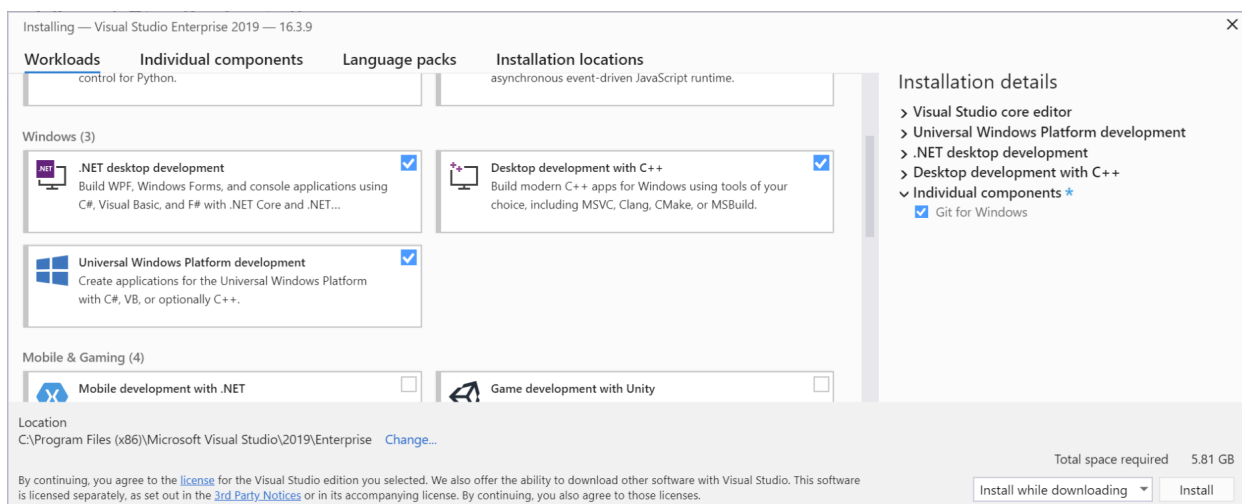 Installing — Visual Studio Enterprise 2019 — 16.3.9
Workloads Individual components Language packs Installation locations
control for Python.
asynchronous event-driven JavaScript runtime.
Windows (3)
.NET
.NET desktop development
Build WPF, Windows Forms, and console applications using
C#, Visual Basic, and F# with .NET Core and .NET...
Desktop development with C++
Build modern C++ apps for Windows using tools of your
choice, including MSVC, Clang, CMake, or MSBuild.
Universal Windows Platform development
Create applications for the Universal Windows Platform
with C#, VB, or optionally C++.
Mobile & Gaming (4)
Mobile development with .NET
Game development with Unity
Installation details
Visual Studio core editor
Universal Windows Platform development
.NET desktop development
Desktop development with C++
Individual components *
Git for Windows
Location
C:\Program Files (x86)\Microsoft Visual Studio\2019\Enterprise Change...
Total space required 5.81 GB
By continuing, you agree to the license for the Visual Studio edition you selected. We also offer the ability to download other software with Visual Studio. This software
is licensed separately, as set out in the 3rd Party Notices or in its accompanying license. By continuing, you also agree to those licenses.
Install while downloading Install